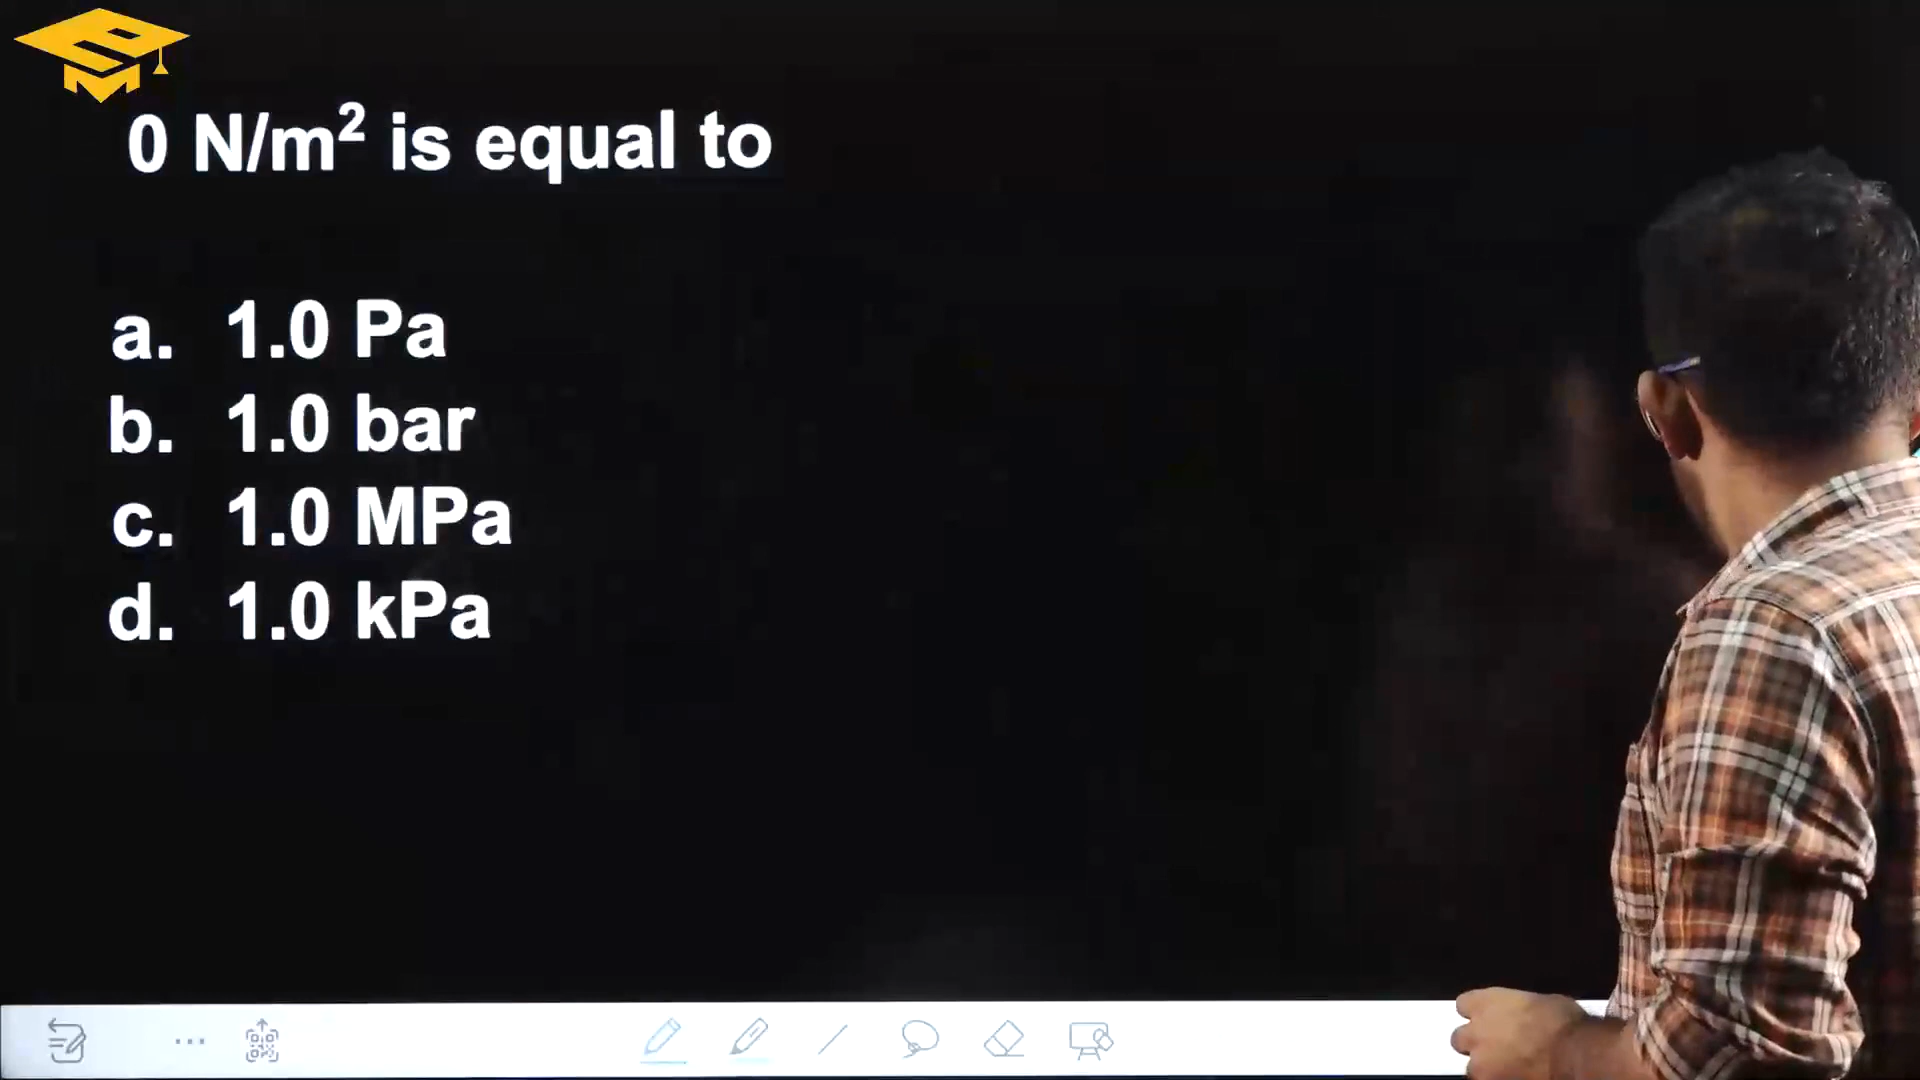 0 N/m² is equal to
a. 1.0 Pa
b. 1.0 bar
c. 1.0 MPa
d. 1.0 kPa